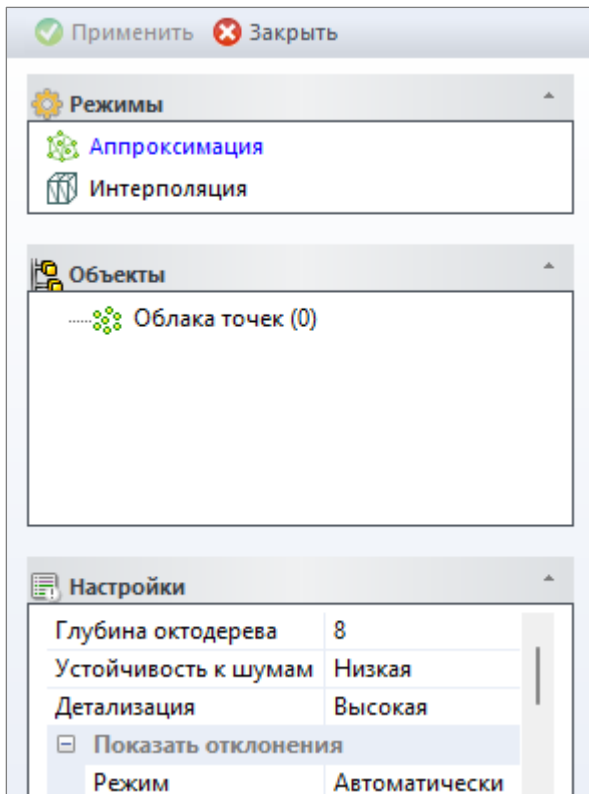 Применить Закрыть
Режимы
Аппроксимация
Интерполяция
Объекты
Облака точек (0)
Настройки
Глубина октодерева 8
Устойчивость к шумам Низкая
Детализация Высокая
Показать отклонения
Режим Автоматически